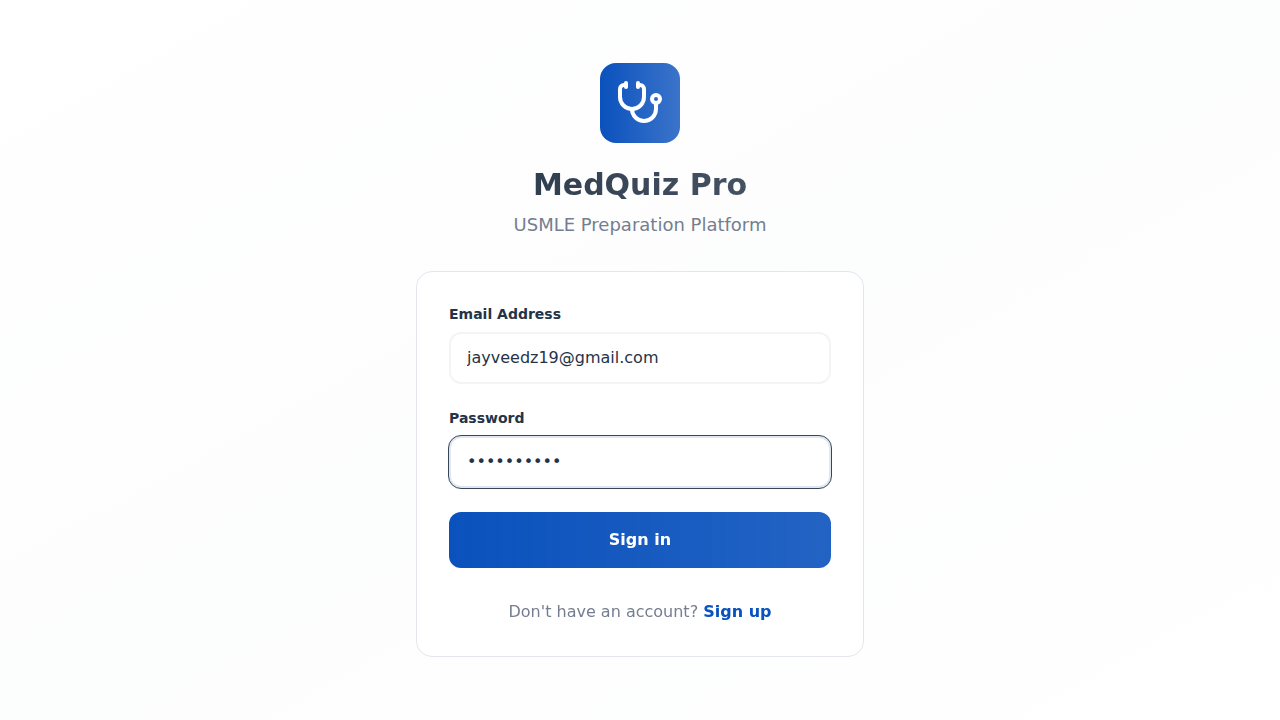 MedQuiz Pro
USMLE Preparation Platform
Email Address
jayveedz19@gmail.com
Password
••••••••••
Sign in
Don't have an account? Sign up